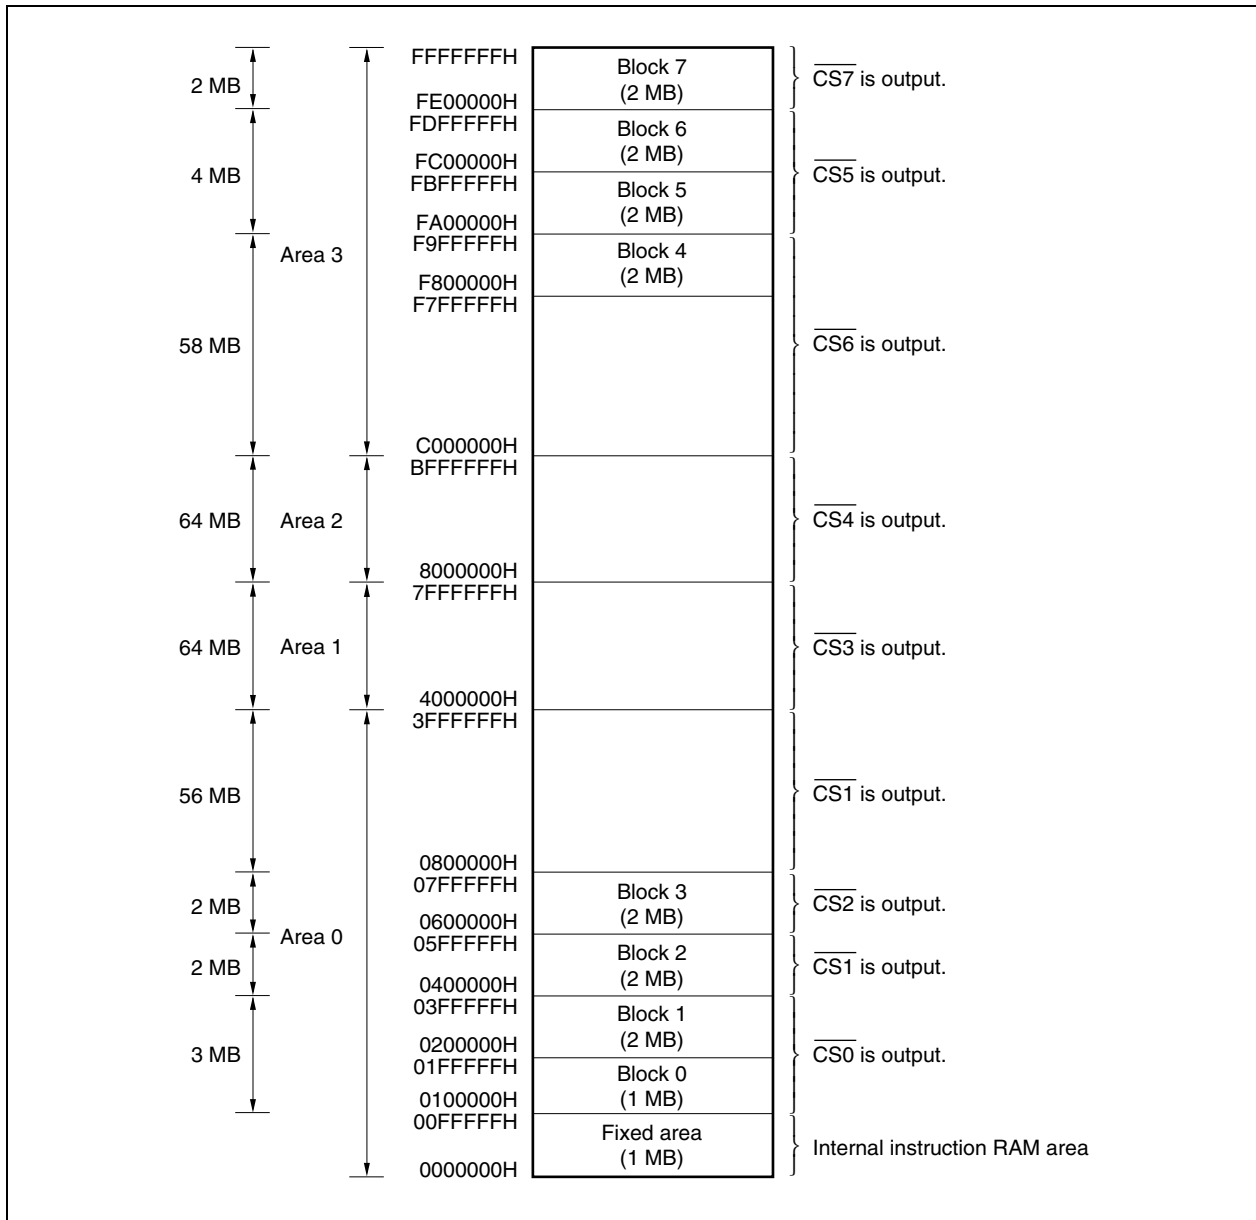 FFFFFFFH
Block 7
(2 MB)
CS7 is output.
2 MB
FE00000H
FDFFFFFH
Block 6
(2 MB)
FC00000H
FBFFFFFH
CS5 is output.
4 MB
Block 5
(2 MB)
FA00000H
F9FFFFFH
Area 3
Block 4
(2 MB)
F800000H
F7FFFFFH
58 MB
CS6 is output.
C000000H
BFFFFFFH
64 MB
Area 2
CS4 is output.
8000000H
7FFFFFFH
64 MB
Area 1
CS3 is output.
4000000H
3FFFFFFH
56 MB
CS1 is output.
0800000H
07FFFFFH
Block 3
(2 MB)
2 MB
CS2 is output.
0600000H
05FFFFFH
Area 0
Block 2
(2 MB)
2 MB
CS1 is output.
0400000H
03FFFFFH
Block 1
(2 MB)
3 MB
0200000H
01FFFFFH
CS0 is output.
Block 0
(1 MB)
0100000H
00FFFFFH
Fixed area
(1 MB)
Internal instruction RAM area
0000000H